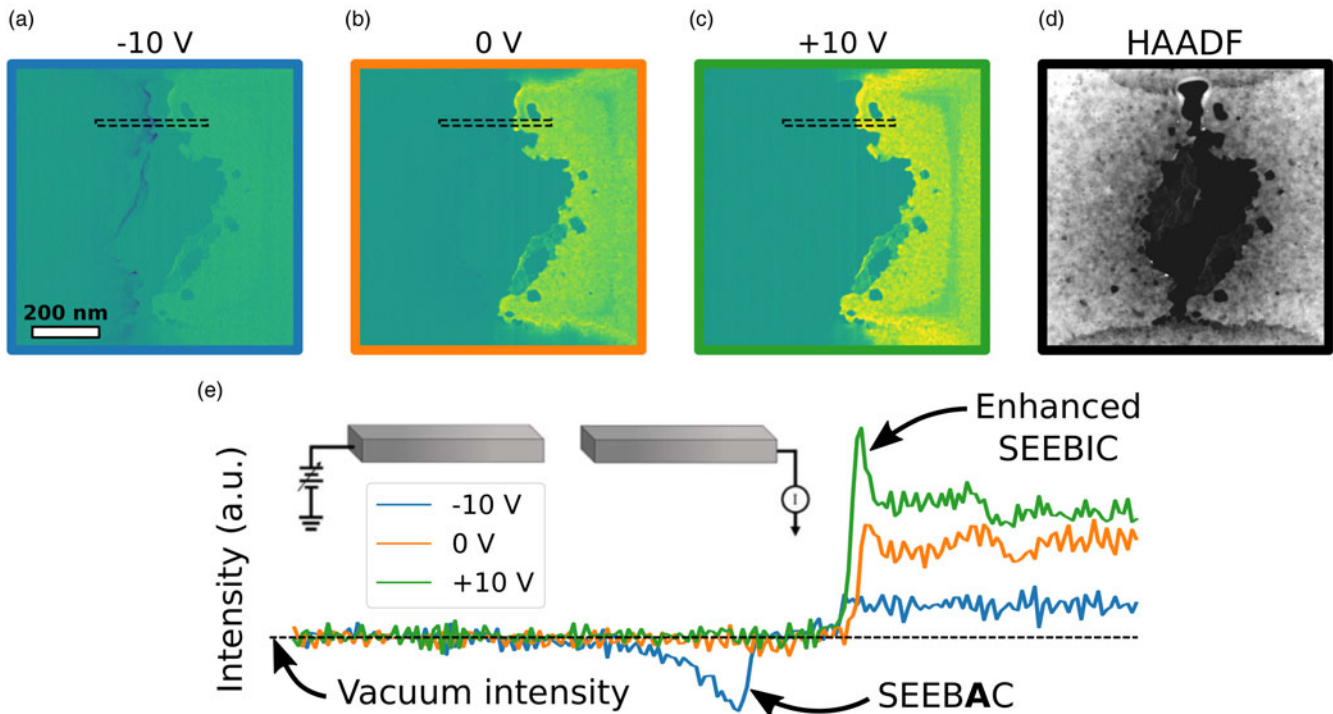 (a)
-10 V
(b)
0 V
(c)
+10 V
(d)
HAADF
200 nm
(e)
Enhanced
SEEBIC
I
-10 V
0 V
+10 V
Intensity (a.u.)
Vacuum intensity
SEEBAC